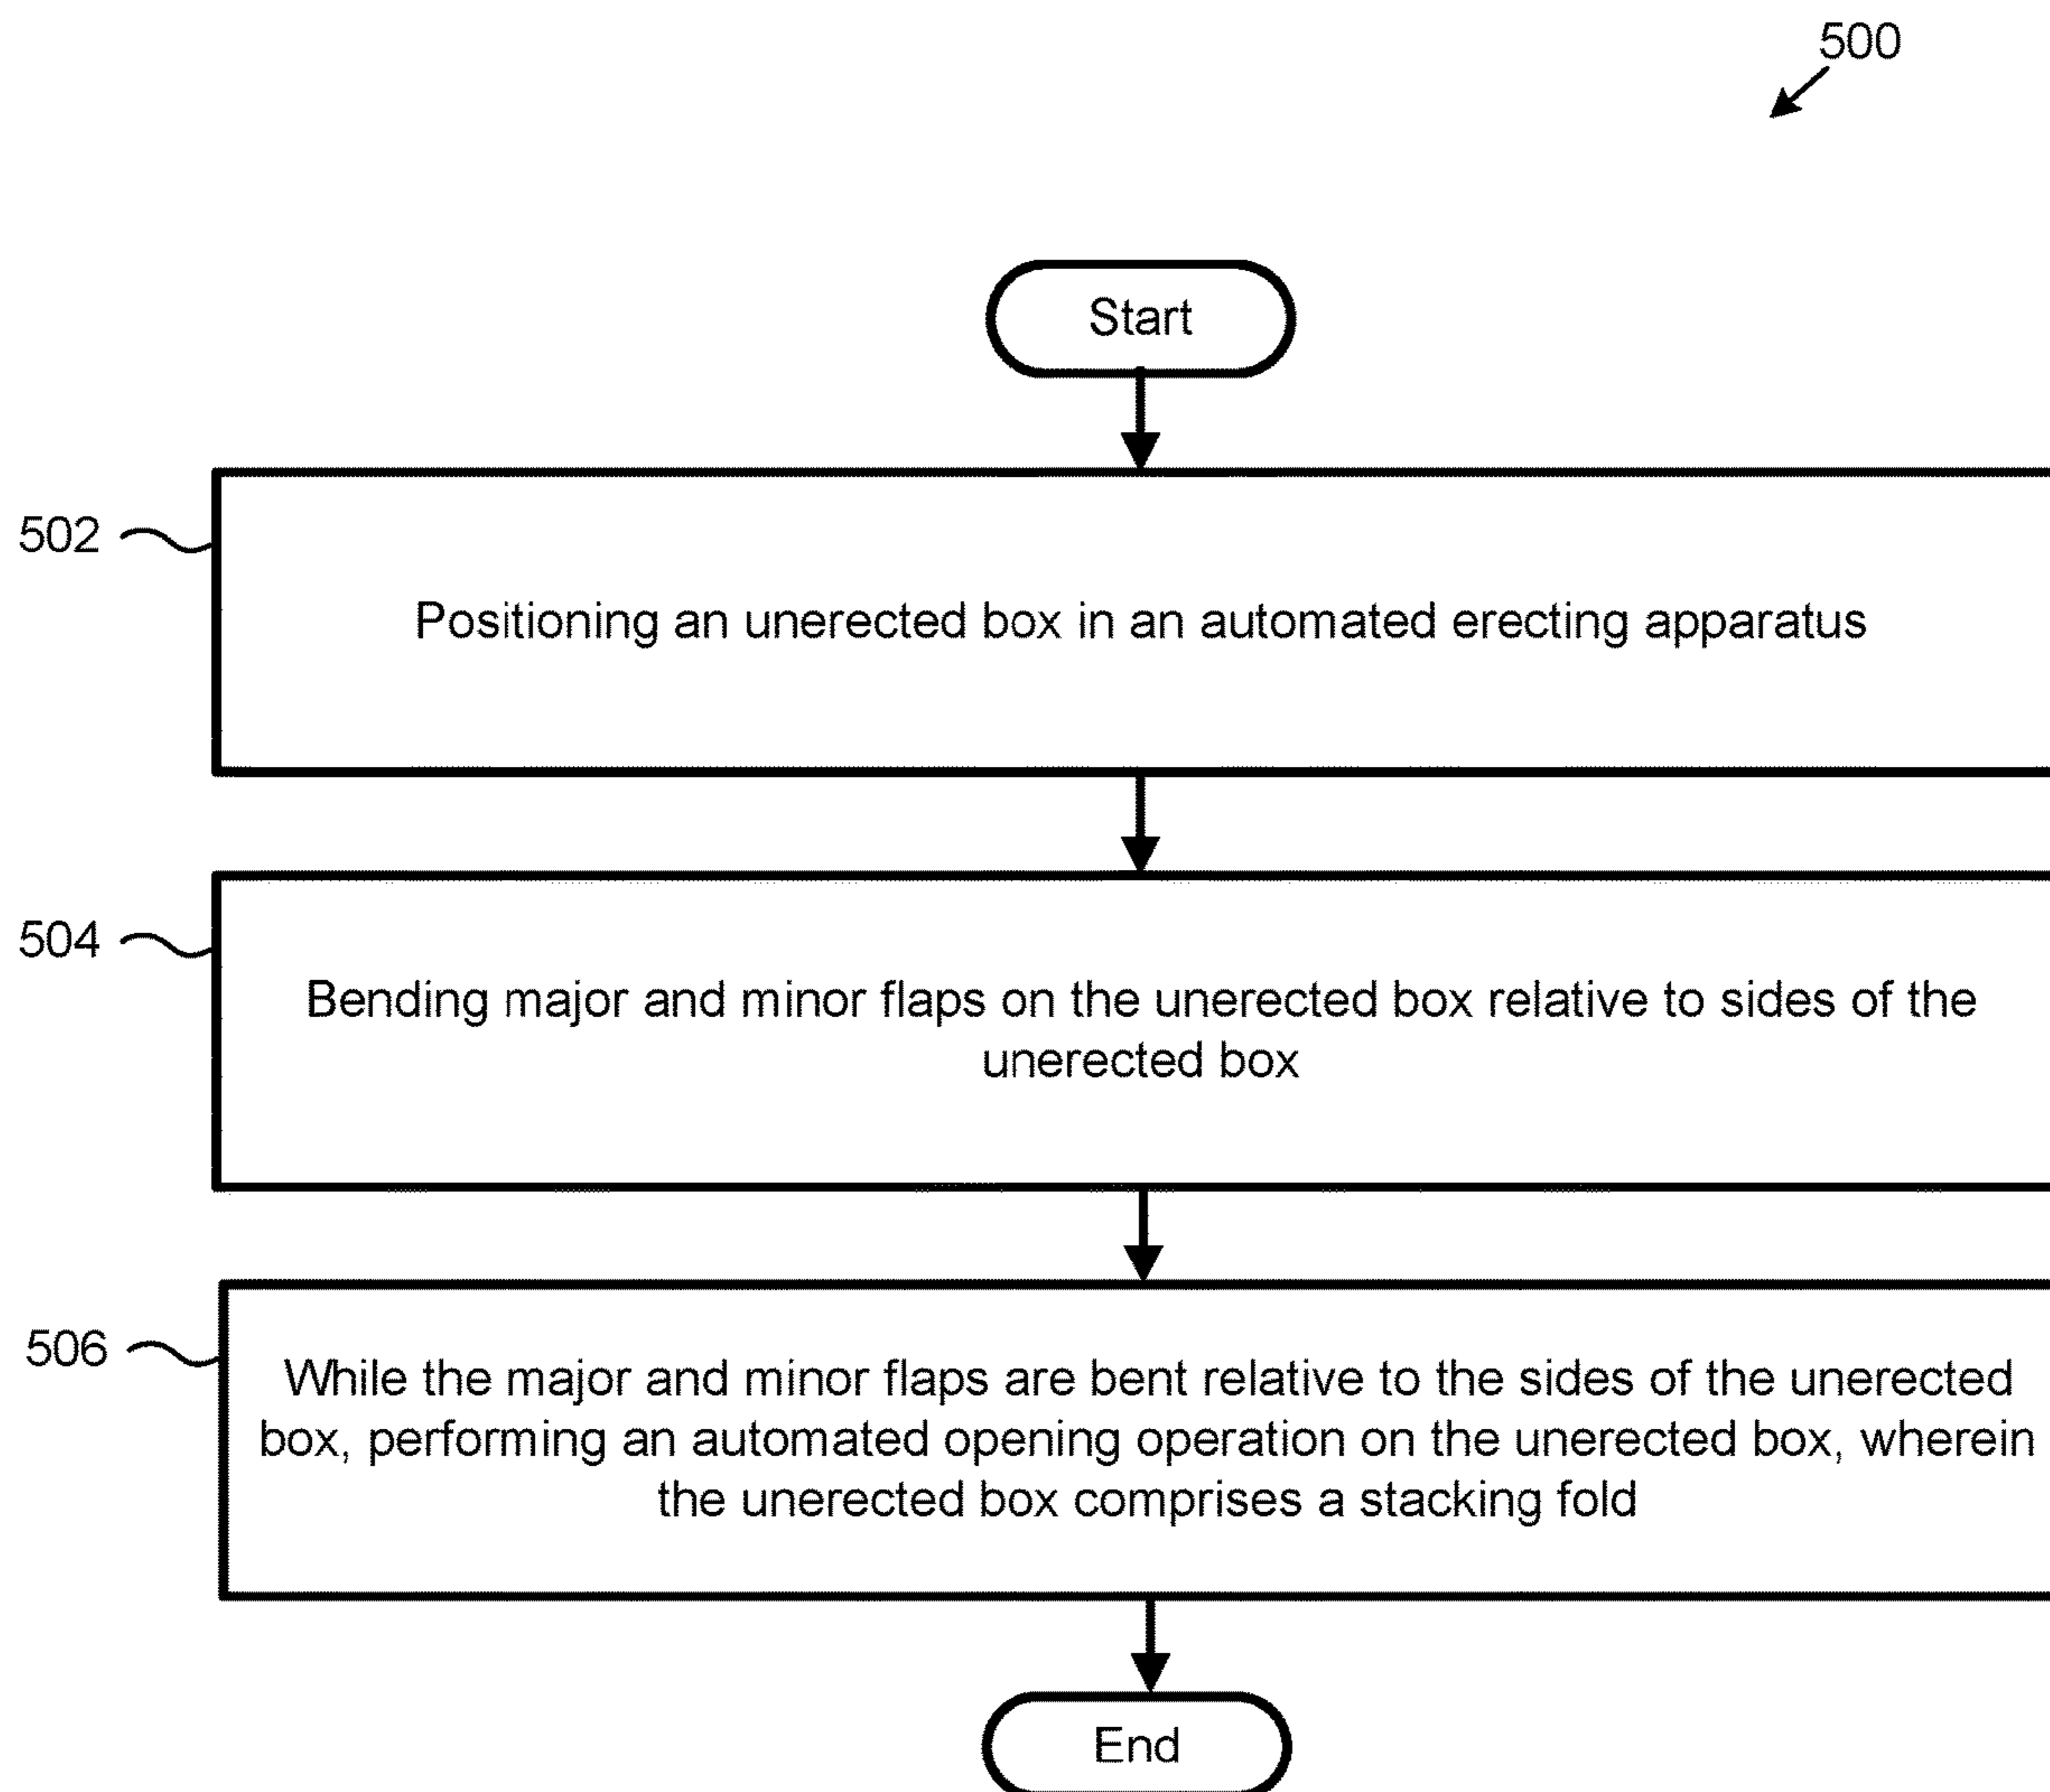 500
Start
502
Positioning an unerected box in an automated erecting apparatus
504
Bending major and minor flaps on the unerected box relative to sides of the
unerected box
506
While the major and minor flaps are bent relative to the sides of the unerected
box, performing an automated opening operation on the unerected box, wherein
the unerected box comprises a stacking fold
End